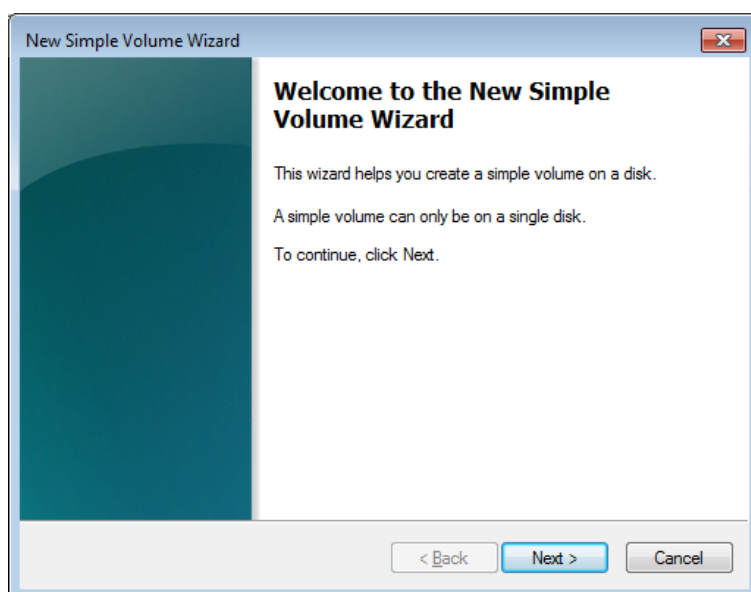 New Simple Volume Wizard
Welcome to the New Simple
Volume Wizard
This wizard helps you create a simple volume on a disk.
A simple volume can only be on a single disk.
To continue, click Next.
< Back
Next >
Cancel